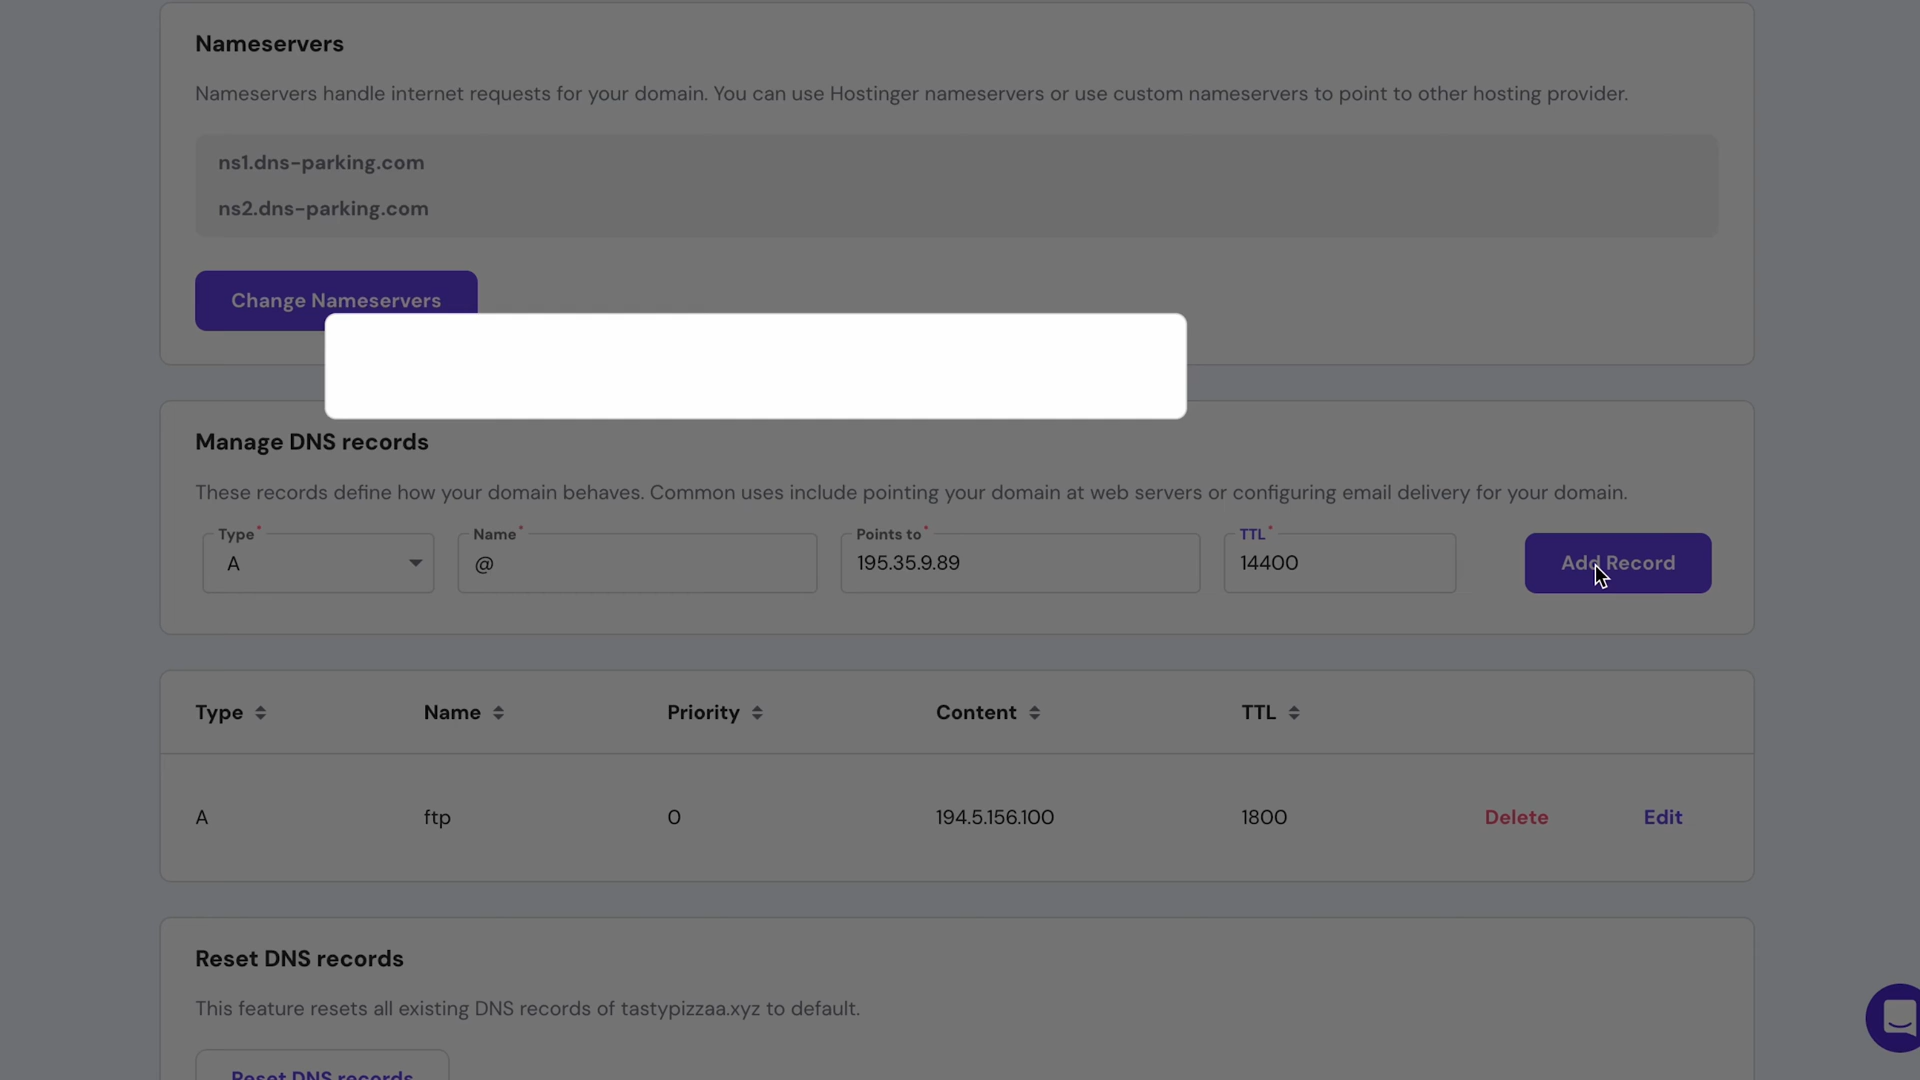 Nameservers
Nameservers handle internet requests for your domain. You can use Hostinger nameservers or use custom nameservers to point to other hosting provider.
ns1.dns-parking.com
ns2.dns-parking.com
Change Nameservers
Manage DNS records
These records define how your domain behaves. Common uses include pointing your domain at web servers or configuring email delivery for your domain.
Type * Name * Points to * TTL *
A @ 195.35.9.89 14400 Add Record
Type Name Priority Content TTL
A ftp 0 194.5.156.100 1800 Delete Edit
Reset DNS records
This feature resets all existing DNS records of tastypizzaa.xyz to default.
Reset DNS records